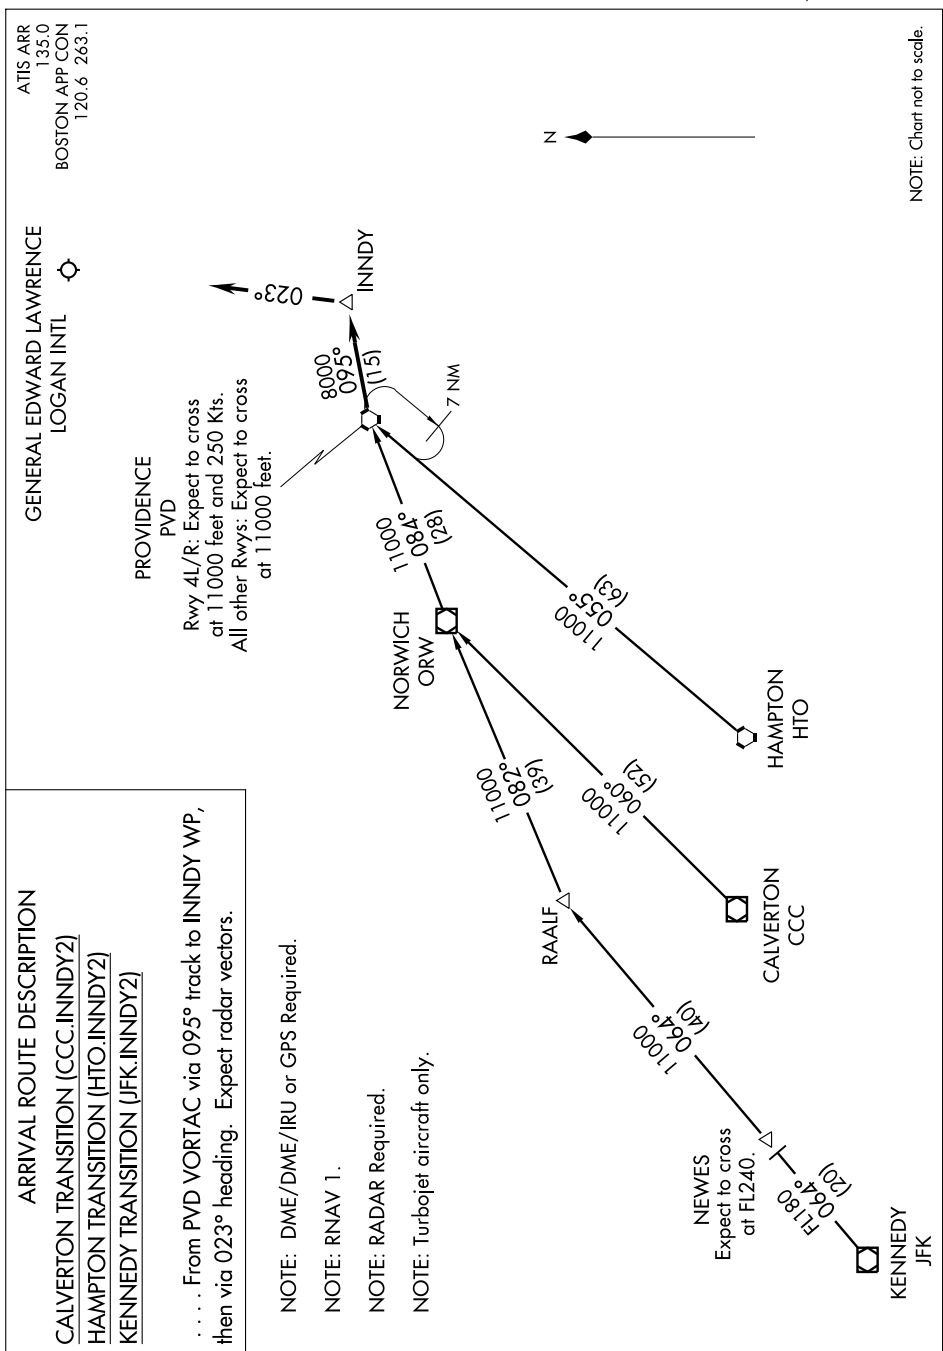 ARRIVAL ROUTE DESCRIPTION
CALVERTON TRANSITION (CCC.INNDY2)
HAMPTON TRANSITION (HTO.INNDY2)
KENNEDY TRANSITION (JFK.INNDY2)
. . . . From PVD VORTAC via 095° track to INNDY WP,
then via 023° heading. Expect radar vectors.
NOTE: DME/DME/IRU or GPS Required.
NOTE: RNAV 1.
NOTE: RADAR Required.
NOTE: Turbojet aircraft only.
GENERAL EDWARD LAWRENCE
LOGAN INTL
ATIS ARR
135.0
BOSTON APP CON
120.6 263.1
PROVIDENCE
PVD
Rwy 4L/R: Expect to cross
at 11000 feet and 250 Kts.
All other Rwys: Expect to cross
at 11000 feet.
023°
INNDY
8000
095°
(15)
7 NM
11000
084°
(28)
NORWICH
ORW
11000
082°
(39)
RAALF
11000
060°
(52)
11000
055°
(63)
HAMPTON
HTO
CALVERTON
CCC
11000
064°
(40)
NEWES
Expect to cross
at FL240.
FL180
064°
(20)
KENNEDY
JFK
N
NOTE: Chart not to scale.